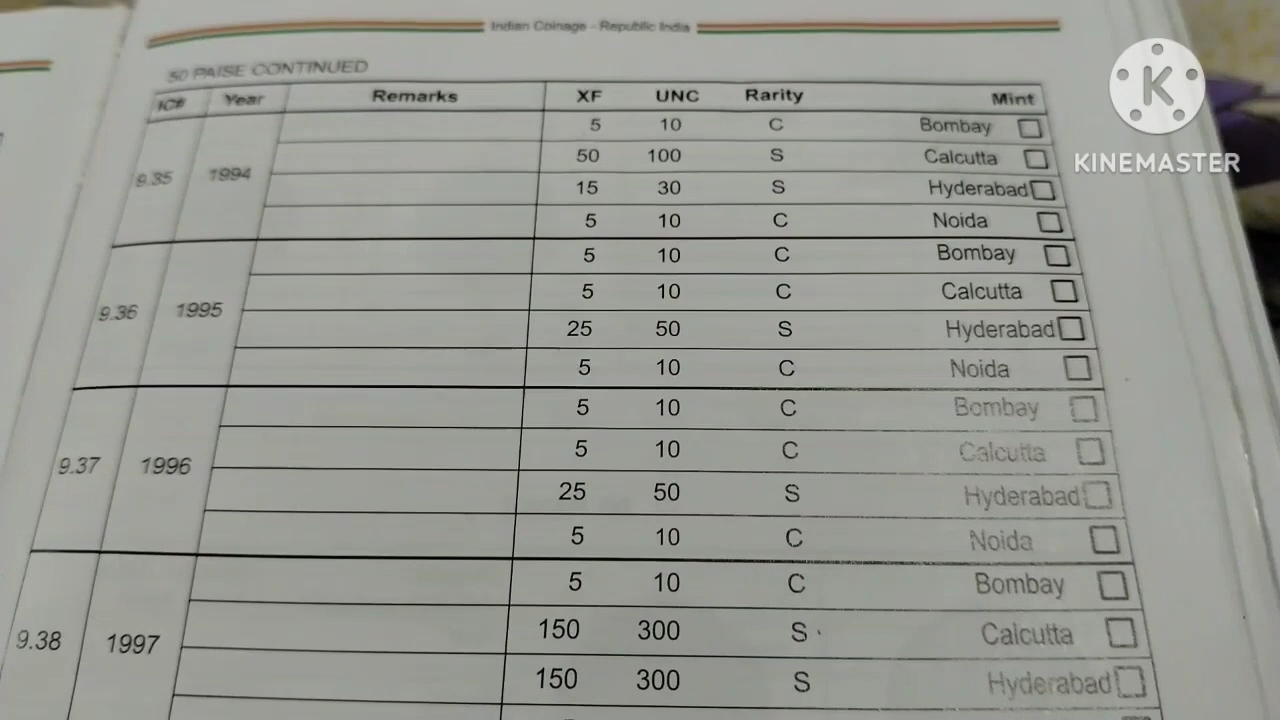 Indian Coinage - Republic India
50 PAISE CONTINUED
IC# Year Remarks XF UNC Rarity Mint
5 10 C Bombay
50 100 S Calcutta
9.35 1994 15 30 S Hyderabad
5 10 C Noida
5 10 C Bombay
5 10 C Calcutta
9.36 1995 25 50 S Hyderabad
5 10 C Noida
5 10 C Bombay
5 10 C Calcutta
9.37 1996 25 50 S Hyderabad
5 10 C Noida
5 10 C Bombay
150 300 S Calcutta
9.38 1997 150 300 S Hyderabad
K
KINEMASTER